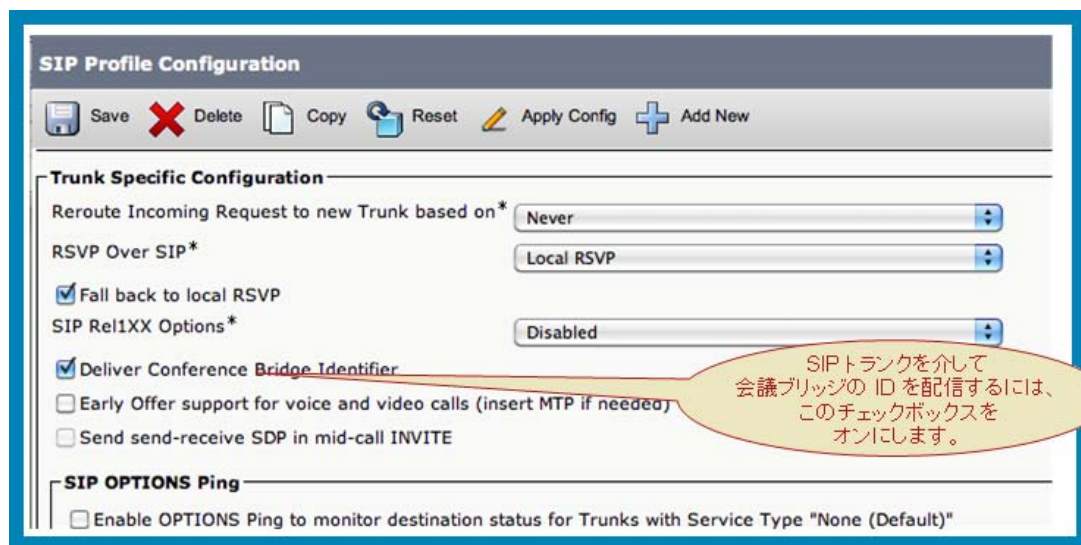 SIP Profile Configuration
Save Delete Copy Reset Apply Config Add New
Trunk Specific Configuration
Reroute Incoming Request to new Trunk based on* Never
RSVP Over SIP* Local RSVP
Fall back to local RSVP
SIP Rel1XX Options* Disabled
Deliver Conference Bridge Identifier
Early Offer support for voice and video calls (insert MTP if needed)
Send send-receive SDP in mid-call INVITE
SIPトランクを介して
会議ブリッジの ID を配信するには、
このチェックボックスを
オンにします。
SIP OPTIONS Ping
Enable OPTIONS Ping to monitor destination status for Trunks with Service Type "None (Default)"